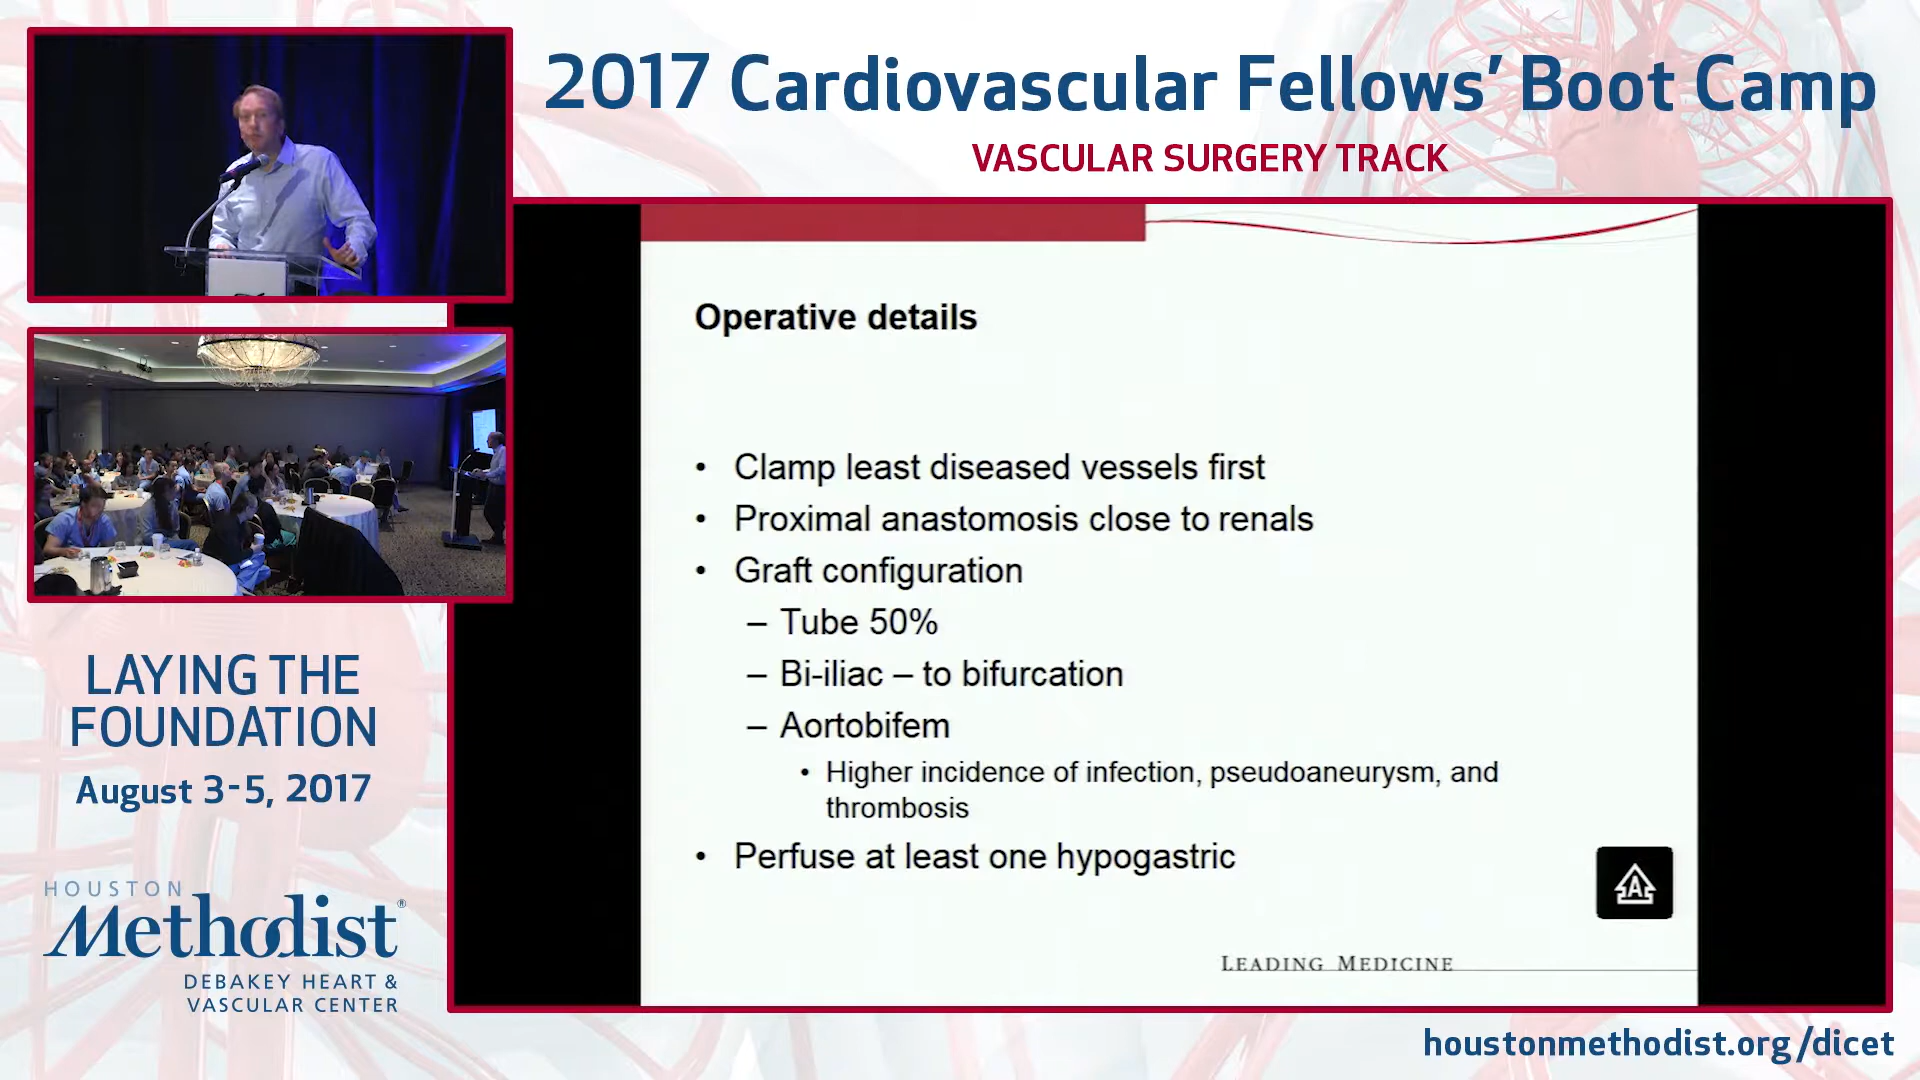 2017 Cardiovascular Fellows' Boot Camp
VASCULAR SURGERY TRACK
Operative details
• Clamp least diseased vessels first
• Proximal anastomosis close to renals
• Graft configuration
– Tube 50%
– Bi-iliac – to bifurcation
– Aortobifem
• Higher incidence of infection, pseudoaneurysm, and
thrombosis
• Perfuse at least one hypogastric
A
LEADING MEDICINE
LAYING THE
FOUNDATION
August 3-5, 2017
HOUSTON
Methodist®
DEBAKEY HEART &
VASCULAR CENTER
houstonmethodist.org/dicet